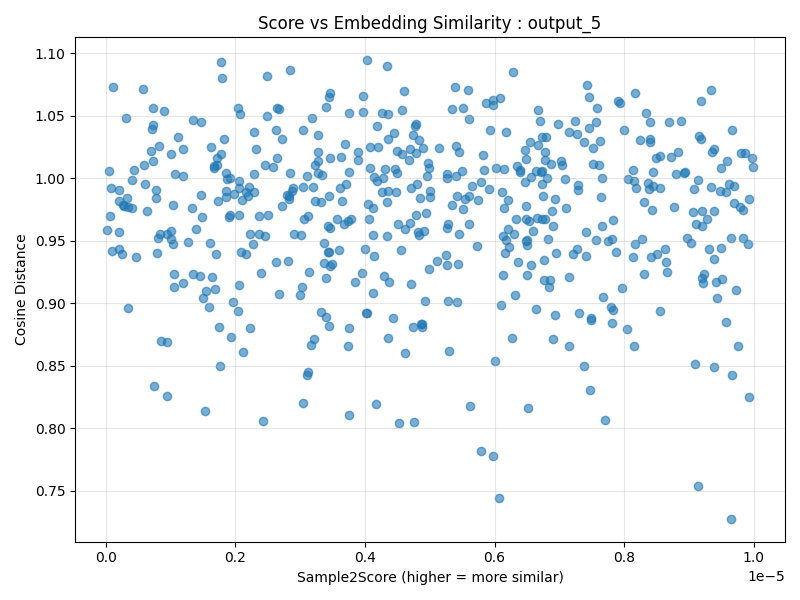 Score vs Embedding Similarity : output_5
Cosine Distance
1.10
1.05
1.00
0.95
0.90
0.85
0.80
0.75
0.0 0.2 0.4 0.6 0.8 1.0
1e−5
Sample2Score (higher = more similar)